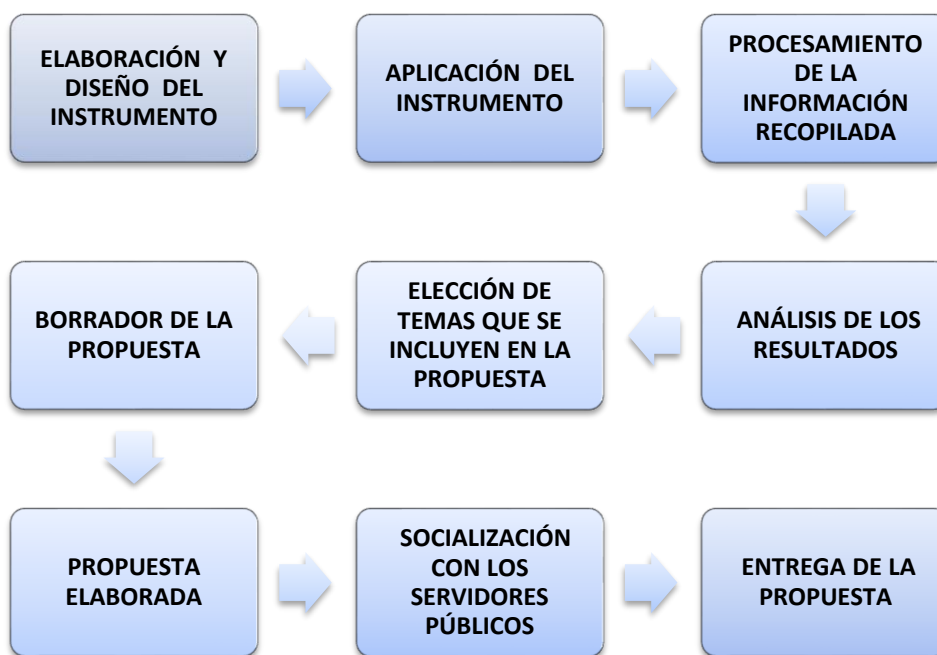 ELABORACIÓN Y
DISEÑO DEL
INSTRUMENTO
APLICACIÓN DEL
INSTRUMENTO
PROCESAMIENTO
DE LA
INFORMACIÓN
RECOPILADA
ANÁLISIS DE LOS
RESULTADOS
ELECCIÓN DE
TEMAS QUE SE
INCLUYEN EN LA
PROPUESTA
BORRADOR DE LA
PROPUESTA
PROPUESTA
ELABORADA
SOCIALIZACIÓN
CON LOS
SERVIDORES
PÚBLICOS
ENTREGA DE LA
PROPUESTA